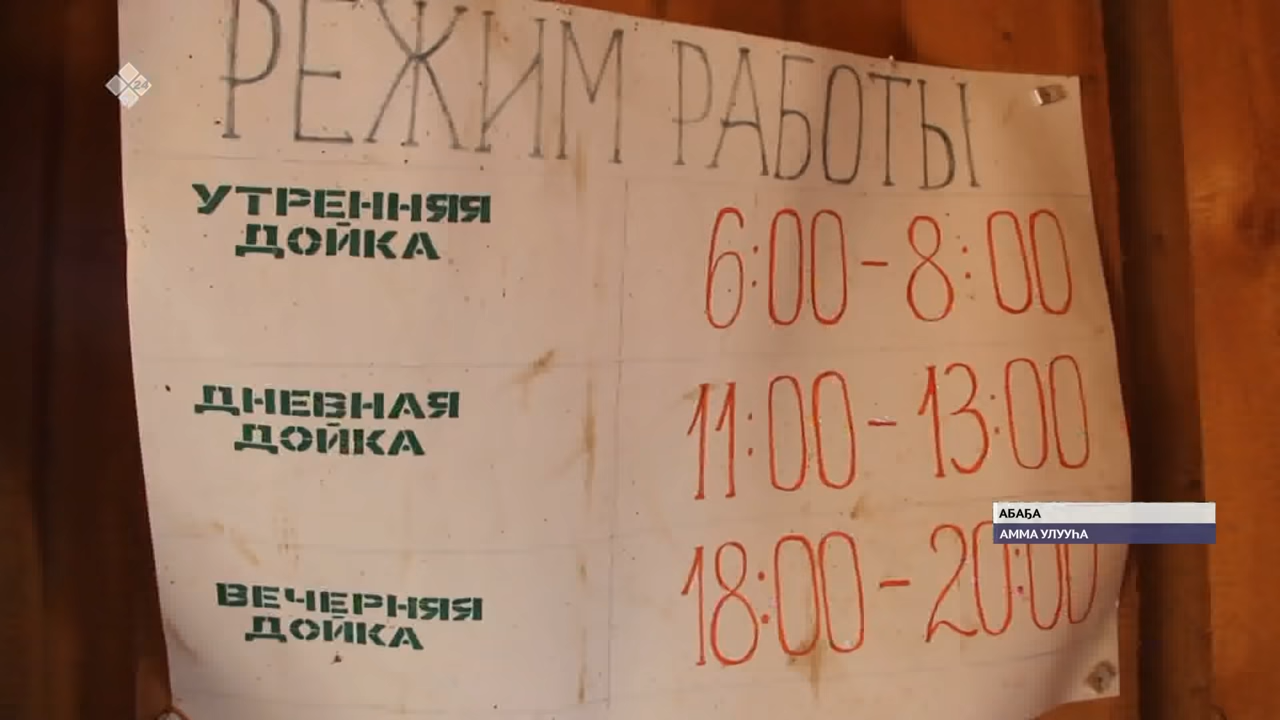 РЕЖИМ РАБОТЫ
УТРЕННЯЯ
ДОЙКА
6:00 - 8:00
ДНЕВНАЯ
ДОЙКА
11:00 - 13:00
ВЕЧЕРНЯЯ
ДОЙКА
18:00 - 20:00
АБАҔА
АММА УЛУУҺА
24